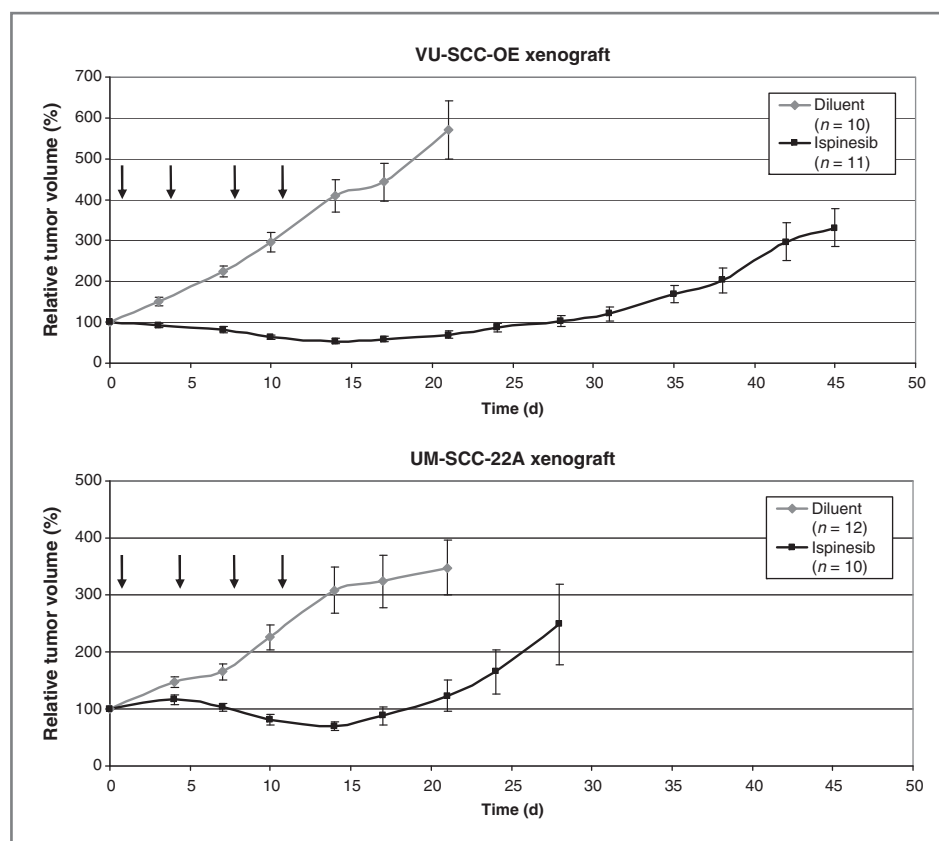 VU-SCC-OE xenograft
Relative tumor volume (%)
700
600
500
400
300
200
100
0
Diluent
(n = 10)
Ispinesib
(n = 11)
0 5 10 15 20 25 30 35 40 45 50
Time (d)
UM-SCC-22A xenograft
Relative tumor volume (%)
500
400
300
200
100
0
Diluent
(n = 12)
Ispinesib
(n = 10)
0 5 10 15 20 25 30 35 40 45 50
Time (d)